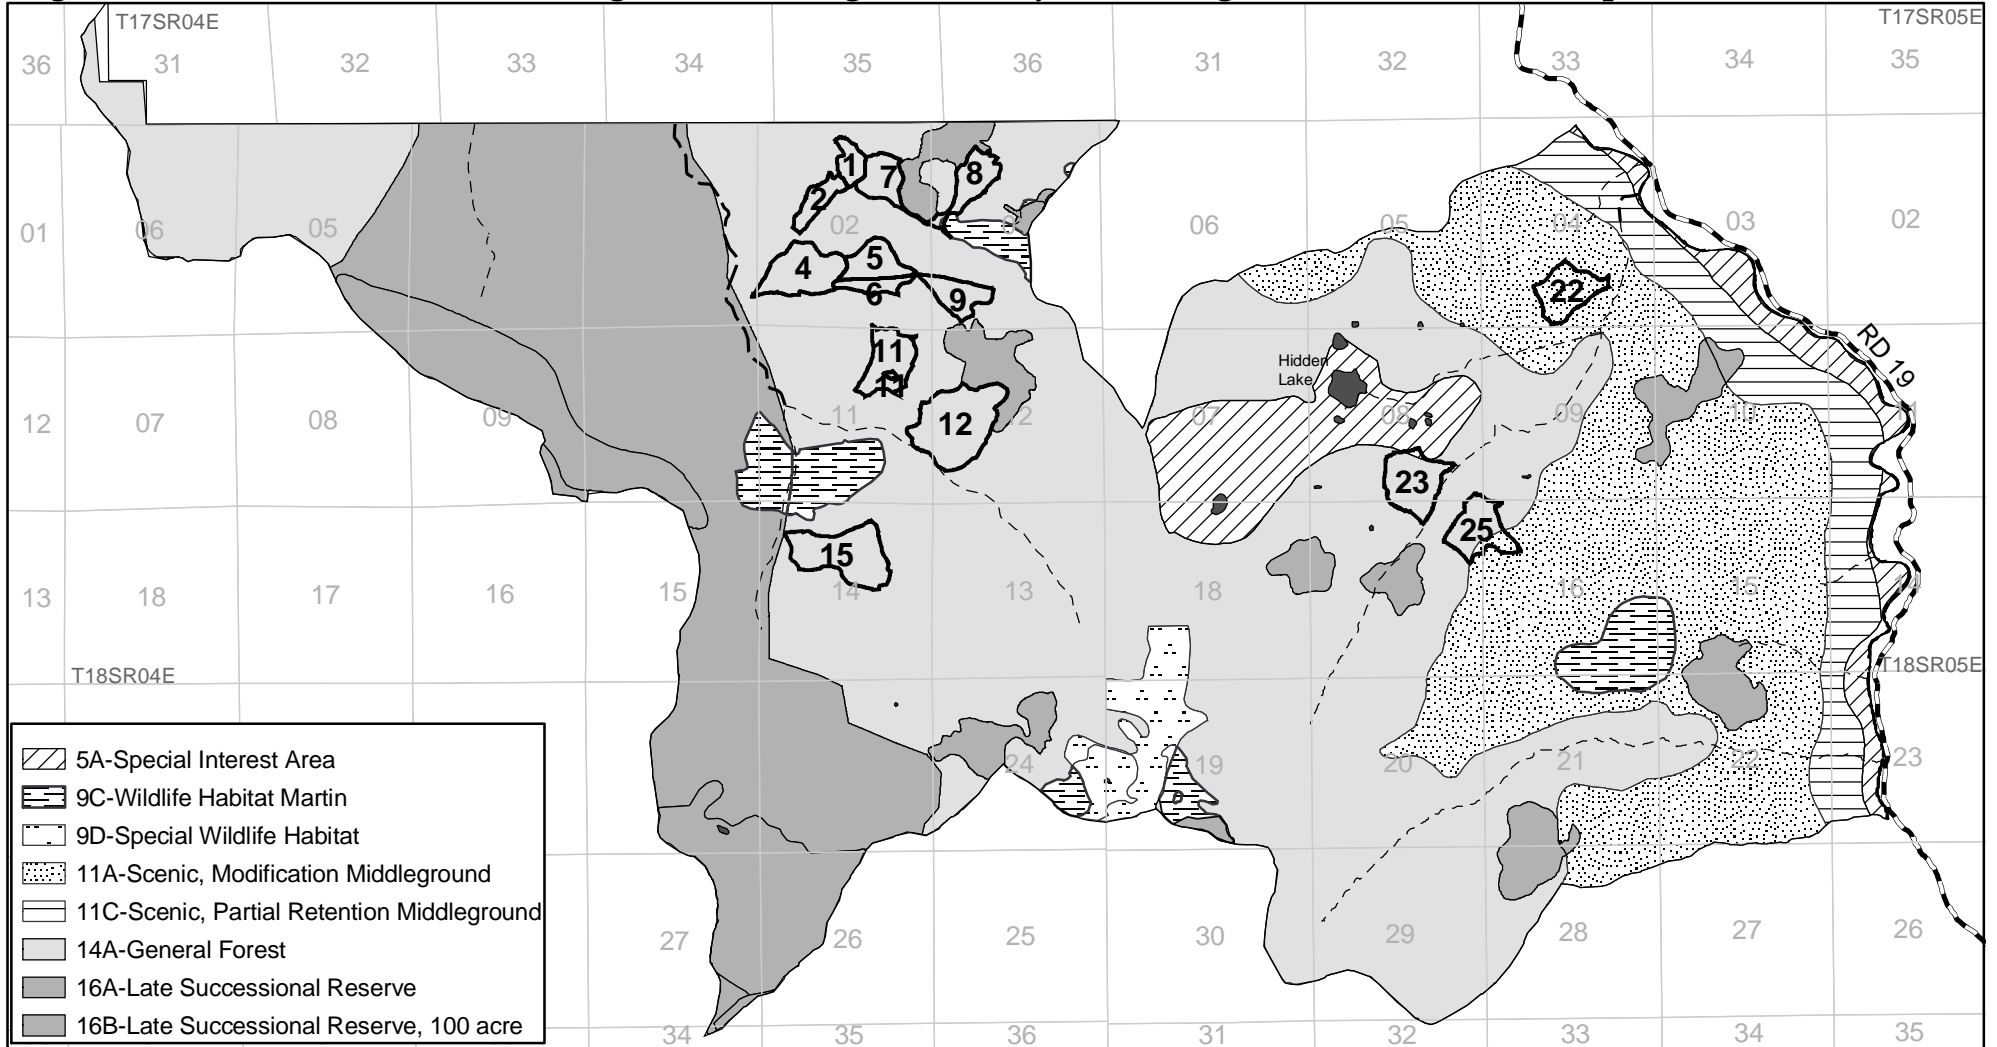 T17SR04E
T17SR05E
36 31 32 33 34 35 36 31 32 33 34 35
1 7 8
2
01 06 05 02 06 05 04 03 02
4 5
6 9 22
RD 19
11
Hidden
Lake
11
12 07 08 09 11 12 07 08 09 10 11
12
23
25
15
13 18 17 16 15 14 13 18 16 15 14
T18SR04E
T18SR05E
24 19 20 21 22 23
27 26 25 30 29 28 27 26
34 35 36 31 32 33 34 35
5A-Special Interest Area
9C-Wildlife Habitat Martin
9D-Special Wildlife Habitat
11A-Scenic, Modification Middleground
11C-Scenic, Partial Retention Middleground
14A-General Forest
16A-Late Successional Reserve
16B-Late Successional Reserve, 100 acre